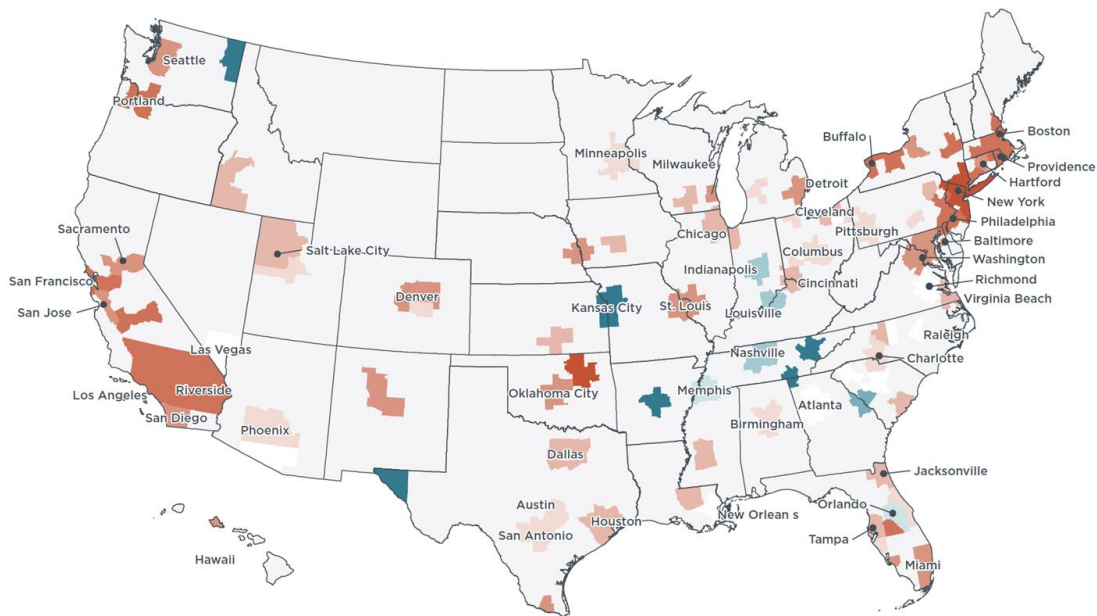 Seattle
Portland
Sacramento
San Francisco
San Jose
Las Vegas
Los Angeles
Riverside
San Diego
Phoenix
Salt Lake City
Denver
Hawaii
Minneapolis
Milwaukee
Chicago
Detroit
Cleveland
Pittsburgh
Columbus
Indianapolis
Cincinnati
Kansas City
St. Louis
Louisville
Oklahoma City
Nashville
Memphis
Charlotte
Raleigh
Atlanta
Birmingham
Dallas
Austin
San Antonio
Houston
New Orlean s
Jacksonville
Orlando
Tampa
Miami
Buffalo
Boston
Providence
Hartford
New York
Philadelphia
Baltimore
Washington
Richmond
Virginia Beach